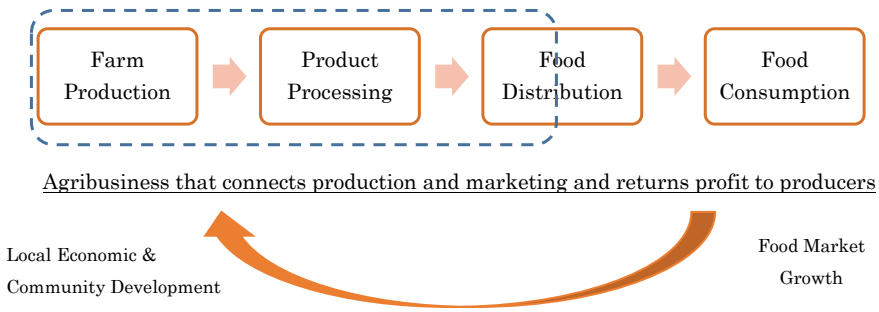 Farm
Production
Product
Processing
Food
Distribution
Food
Consumption
Agribusiness that connects production and marketing and returns profit to producers
Local Economic &
Community Development
Food Market
Growth